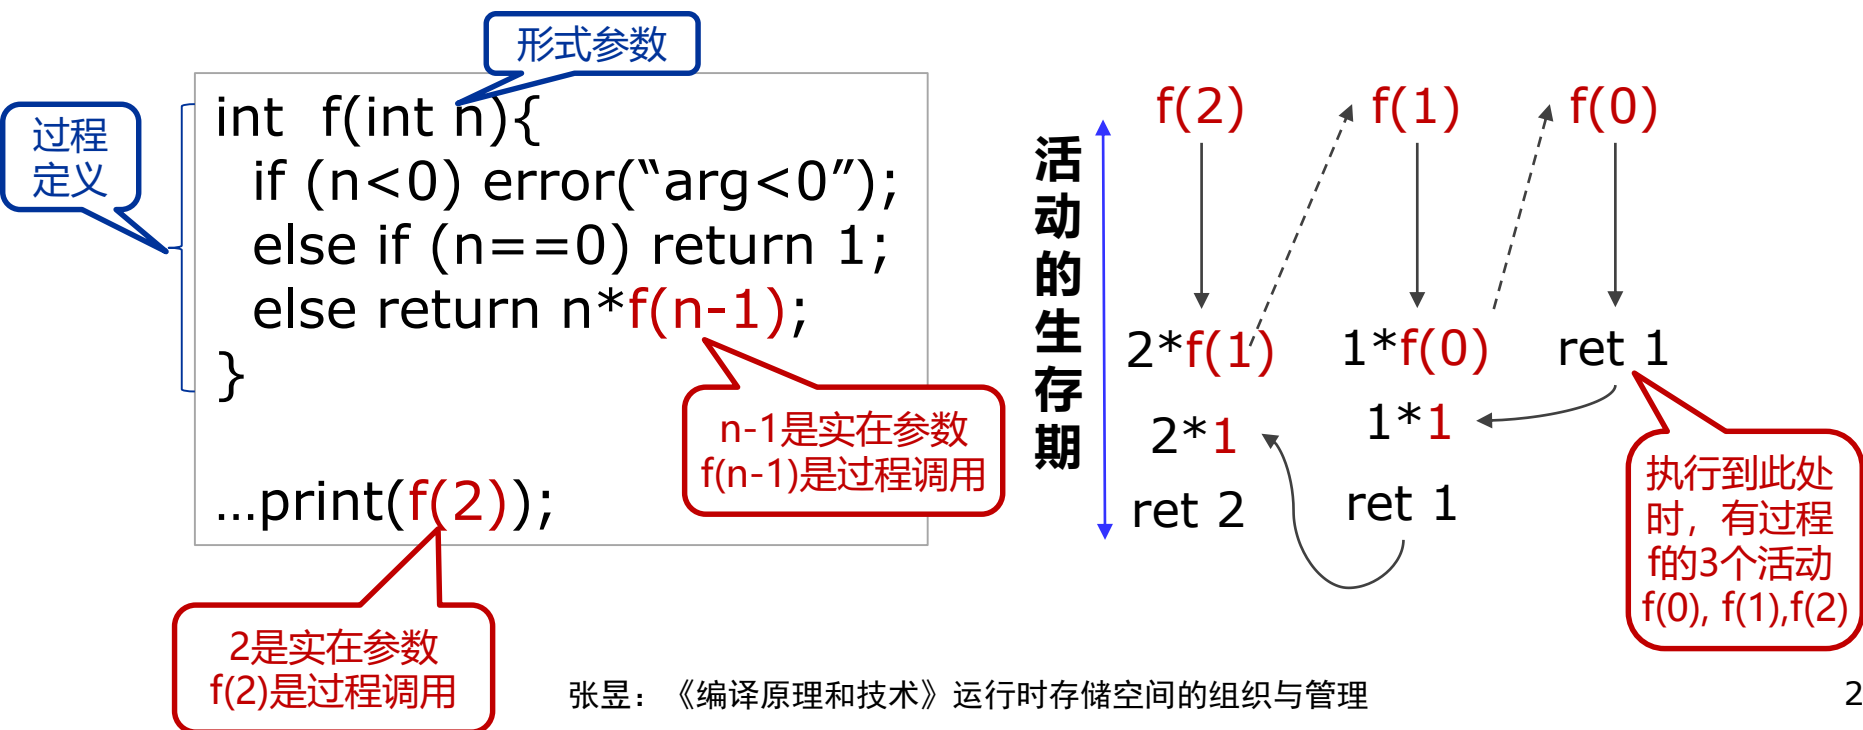 形式参数
过程
定义
int f(int n){
if (n<0) error(“arg<0”);
else if (n==0) return 1;
else return n*f(n-1);
}
n-1是实在参数
f(n-1)是过程调用
…print(f(2));
2是实在参数
f(2)是过程调用
活动的生存期
f(2)
f(1)
f(0)
2*f(1)
1*f(0)
ret 1
2*1
1*1
ret 2
ret 1
执行到此处
时，有过程
f的3个活动
f(0), f(1),f(2)
张昱：《编译原理和技术》运行时存储空间的组织与管理
2